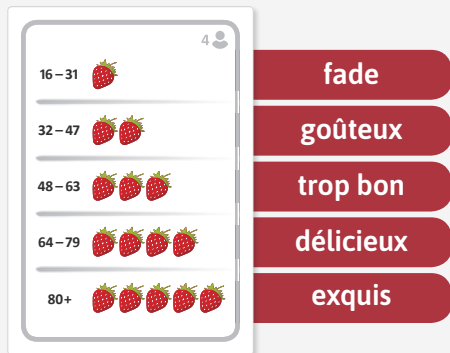 4
16–31 fade
32–47 goûteux
48–63 trop bon
64–79 délicieux
80+ exquis